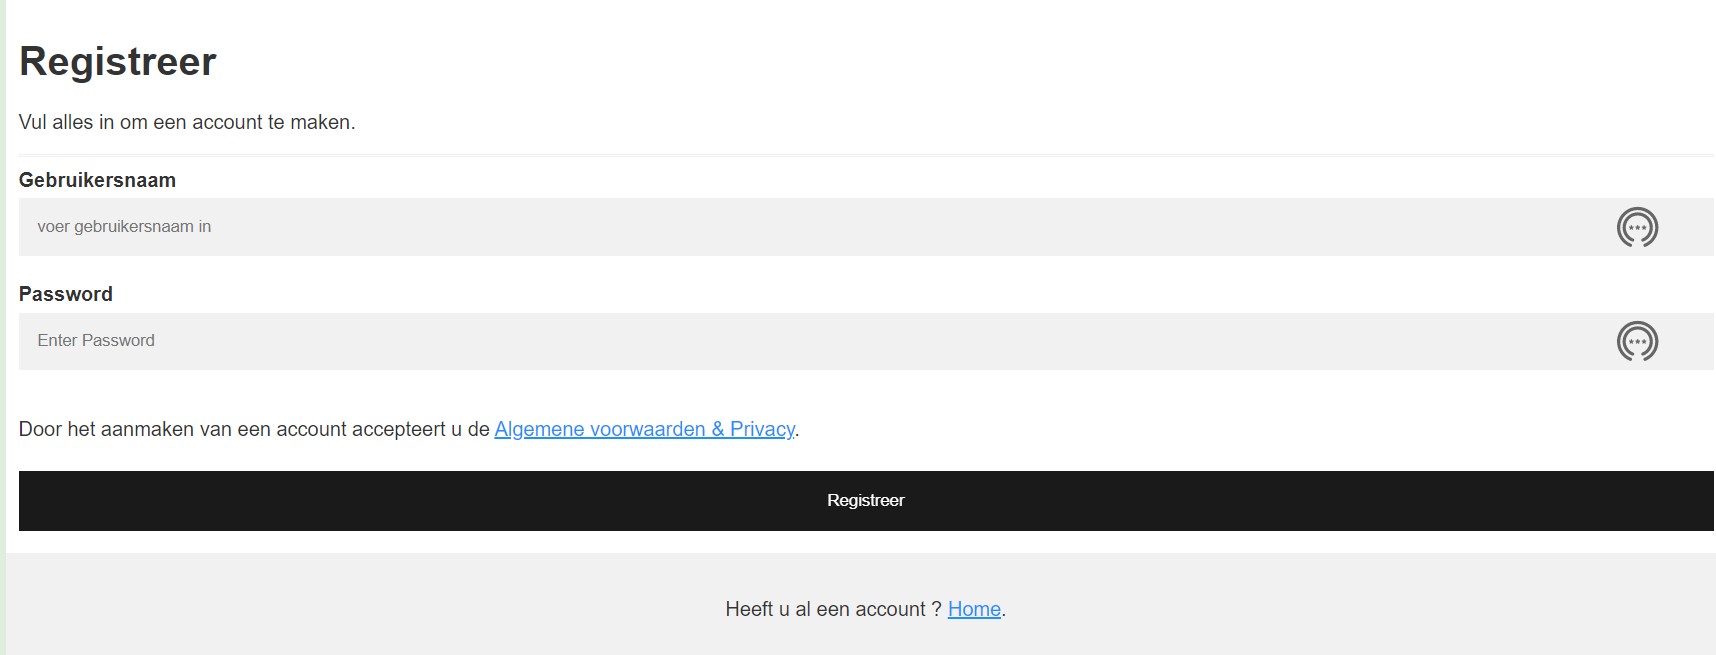 Registreer
Vul alles in om een account te maken.
Gebruikersnaam
voer gebruikersnaam in
Password
Enter Password
Door het aanmaken van een account accepteert u de Algemene voorwaarden & Privacy.
Registreer
Heeft u al een account ? Home.